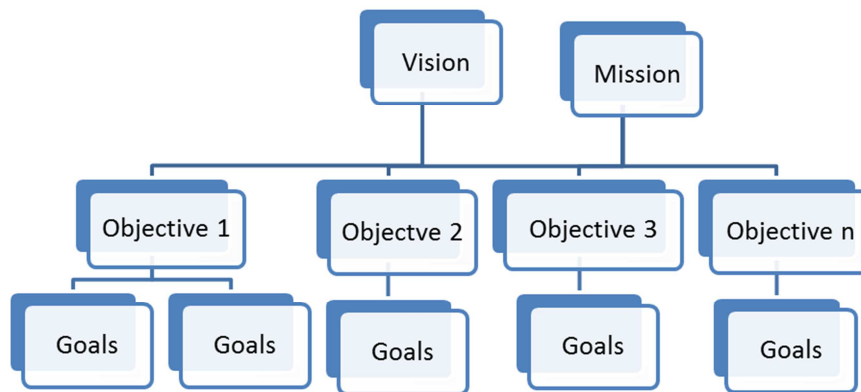 Vision
Mission
Objective 1
Objectve 2
Objective 3
Objective n
Goals
Goals
Goals
Goals
Goals